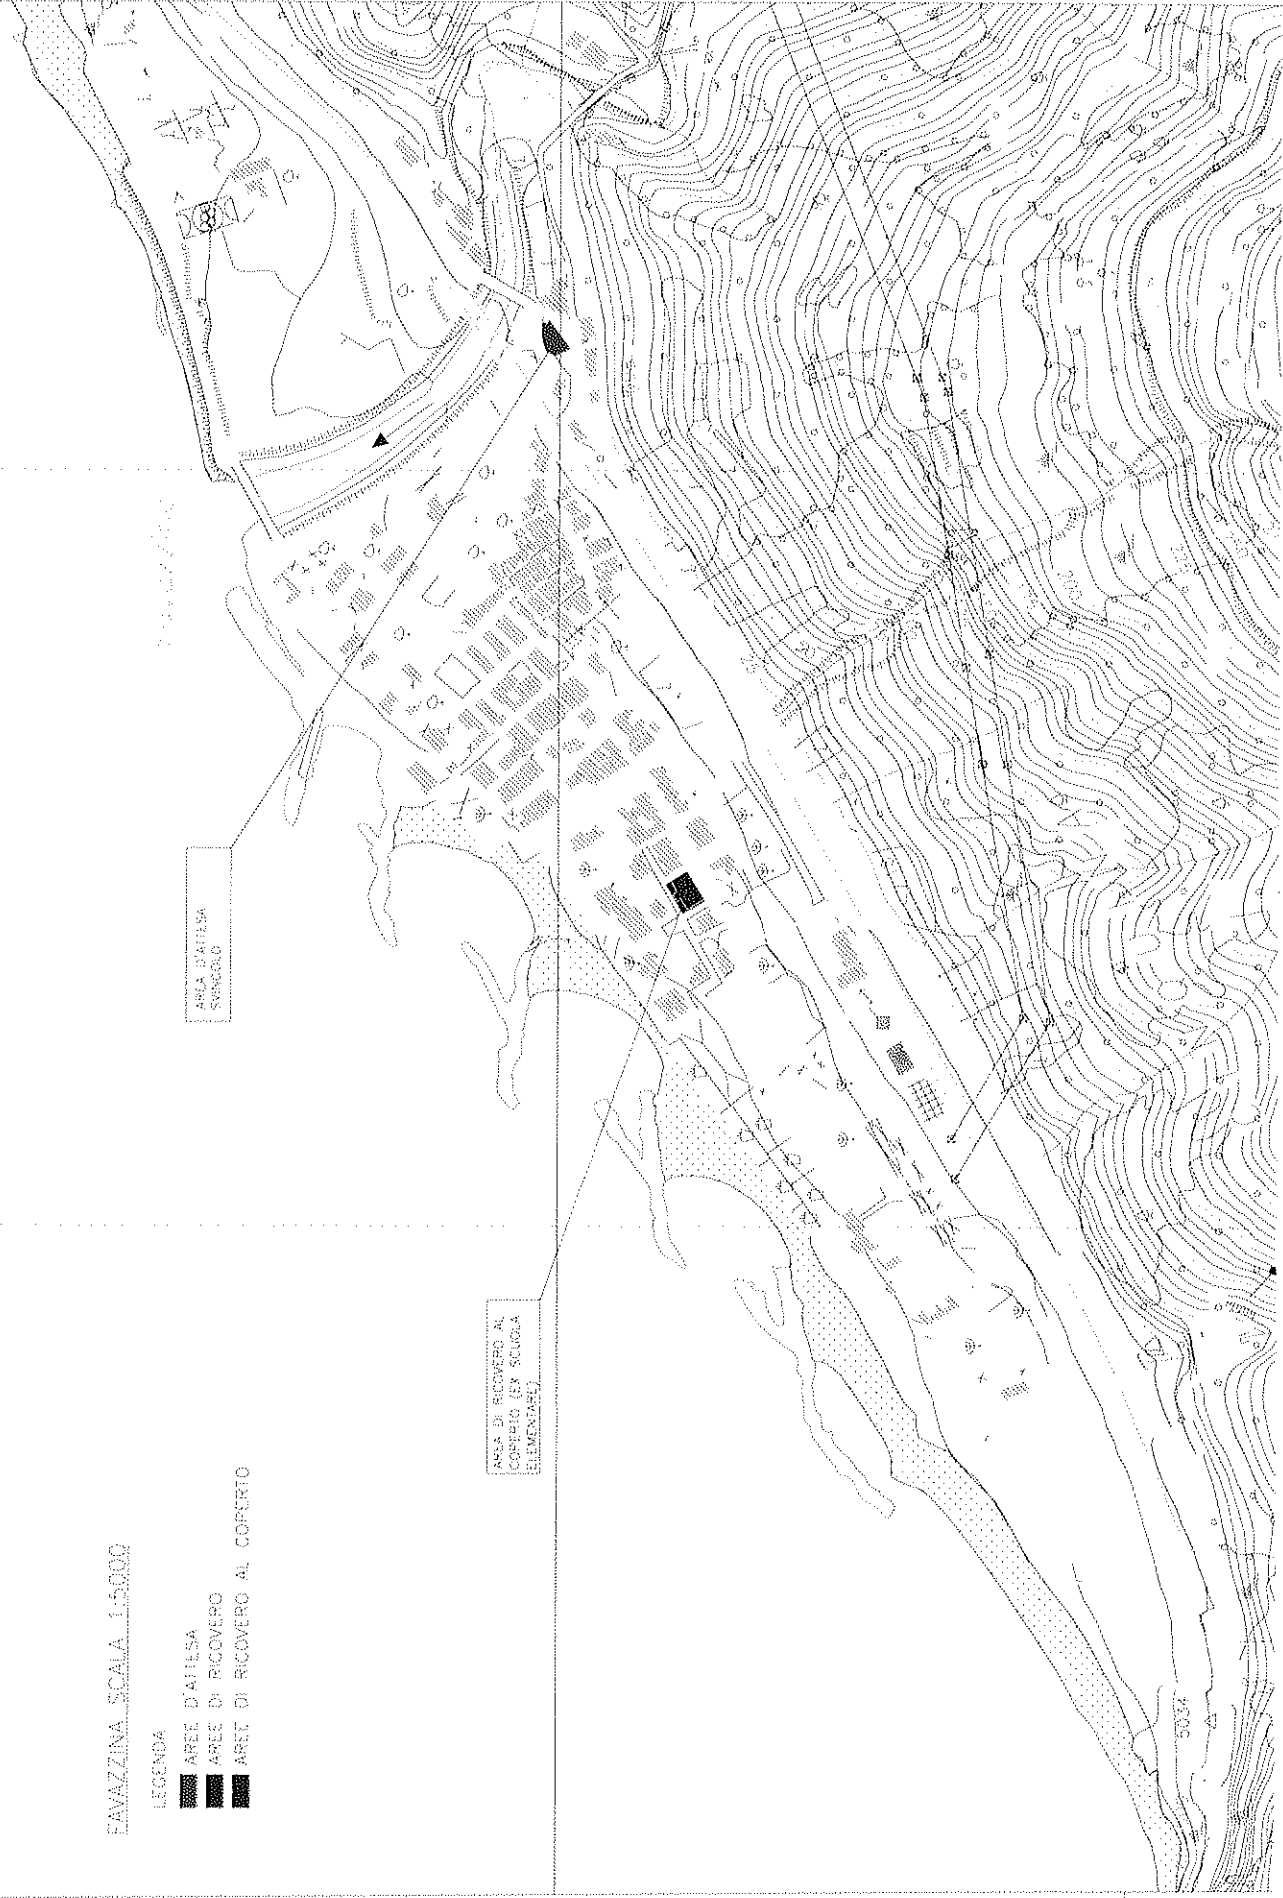 FAVAZZINA SCALA 1:5000
LEGENDA
AREE D'ATTESA
AREE DI RICOVERO
AREE DI RICOVERO AL COPERTO
AREA D'ATTESA
SVINCOLO
AREA DI RICOVERO AL
COPERTO (EX SCUOLA
ELEMENTARE)
5034